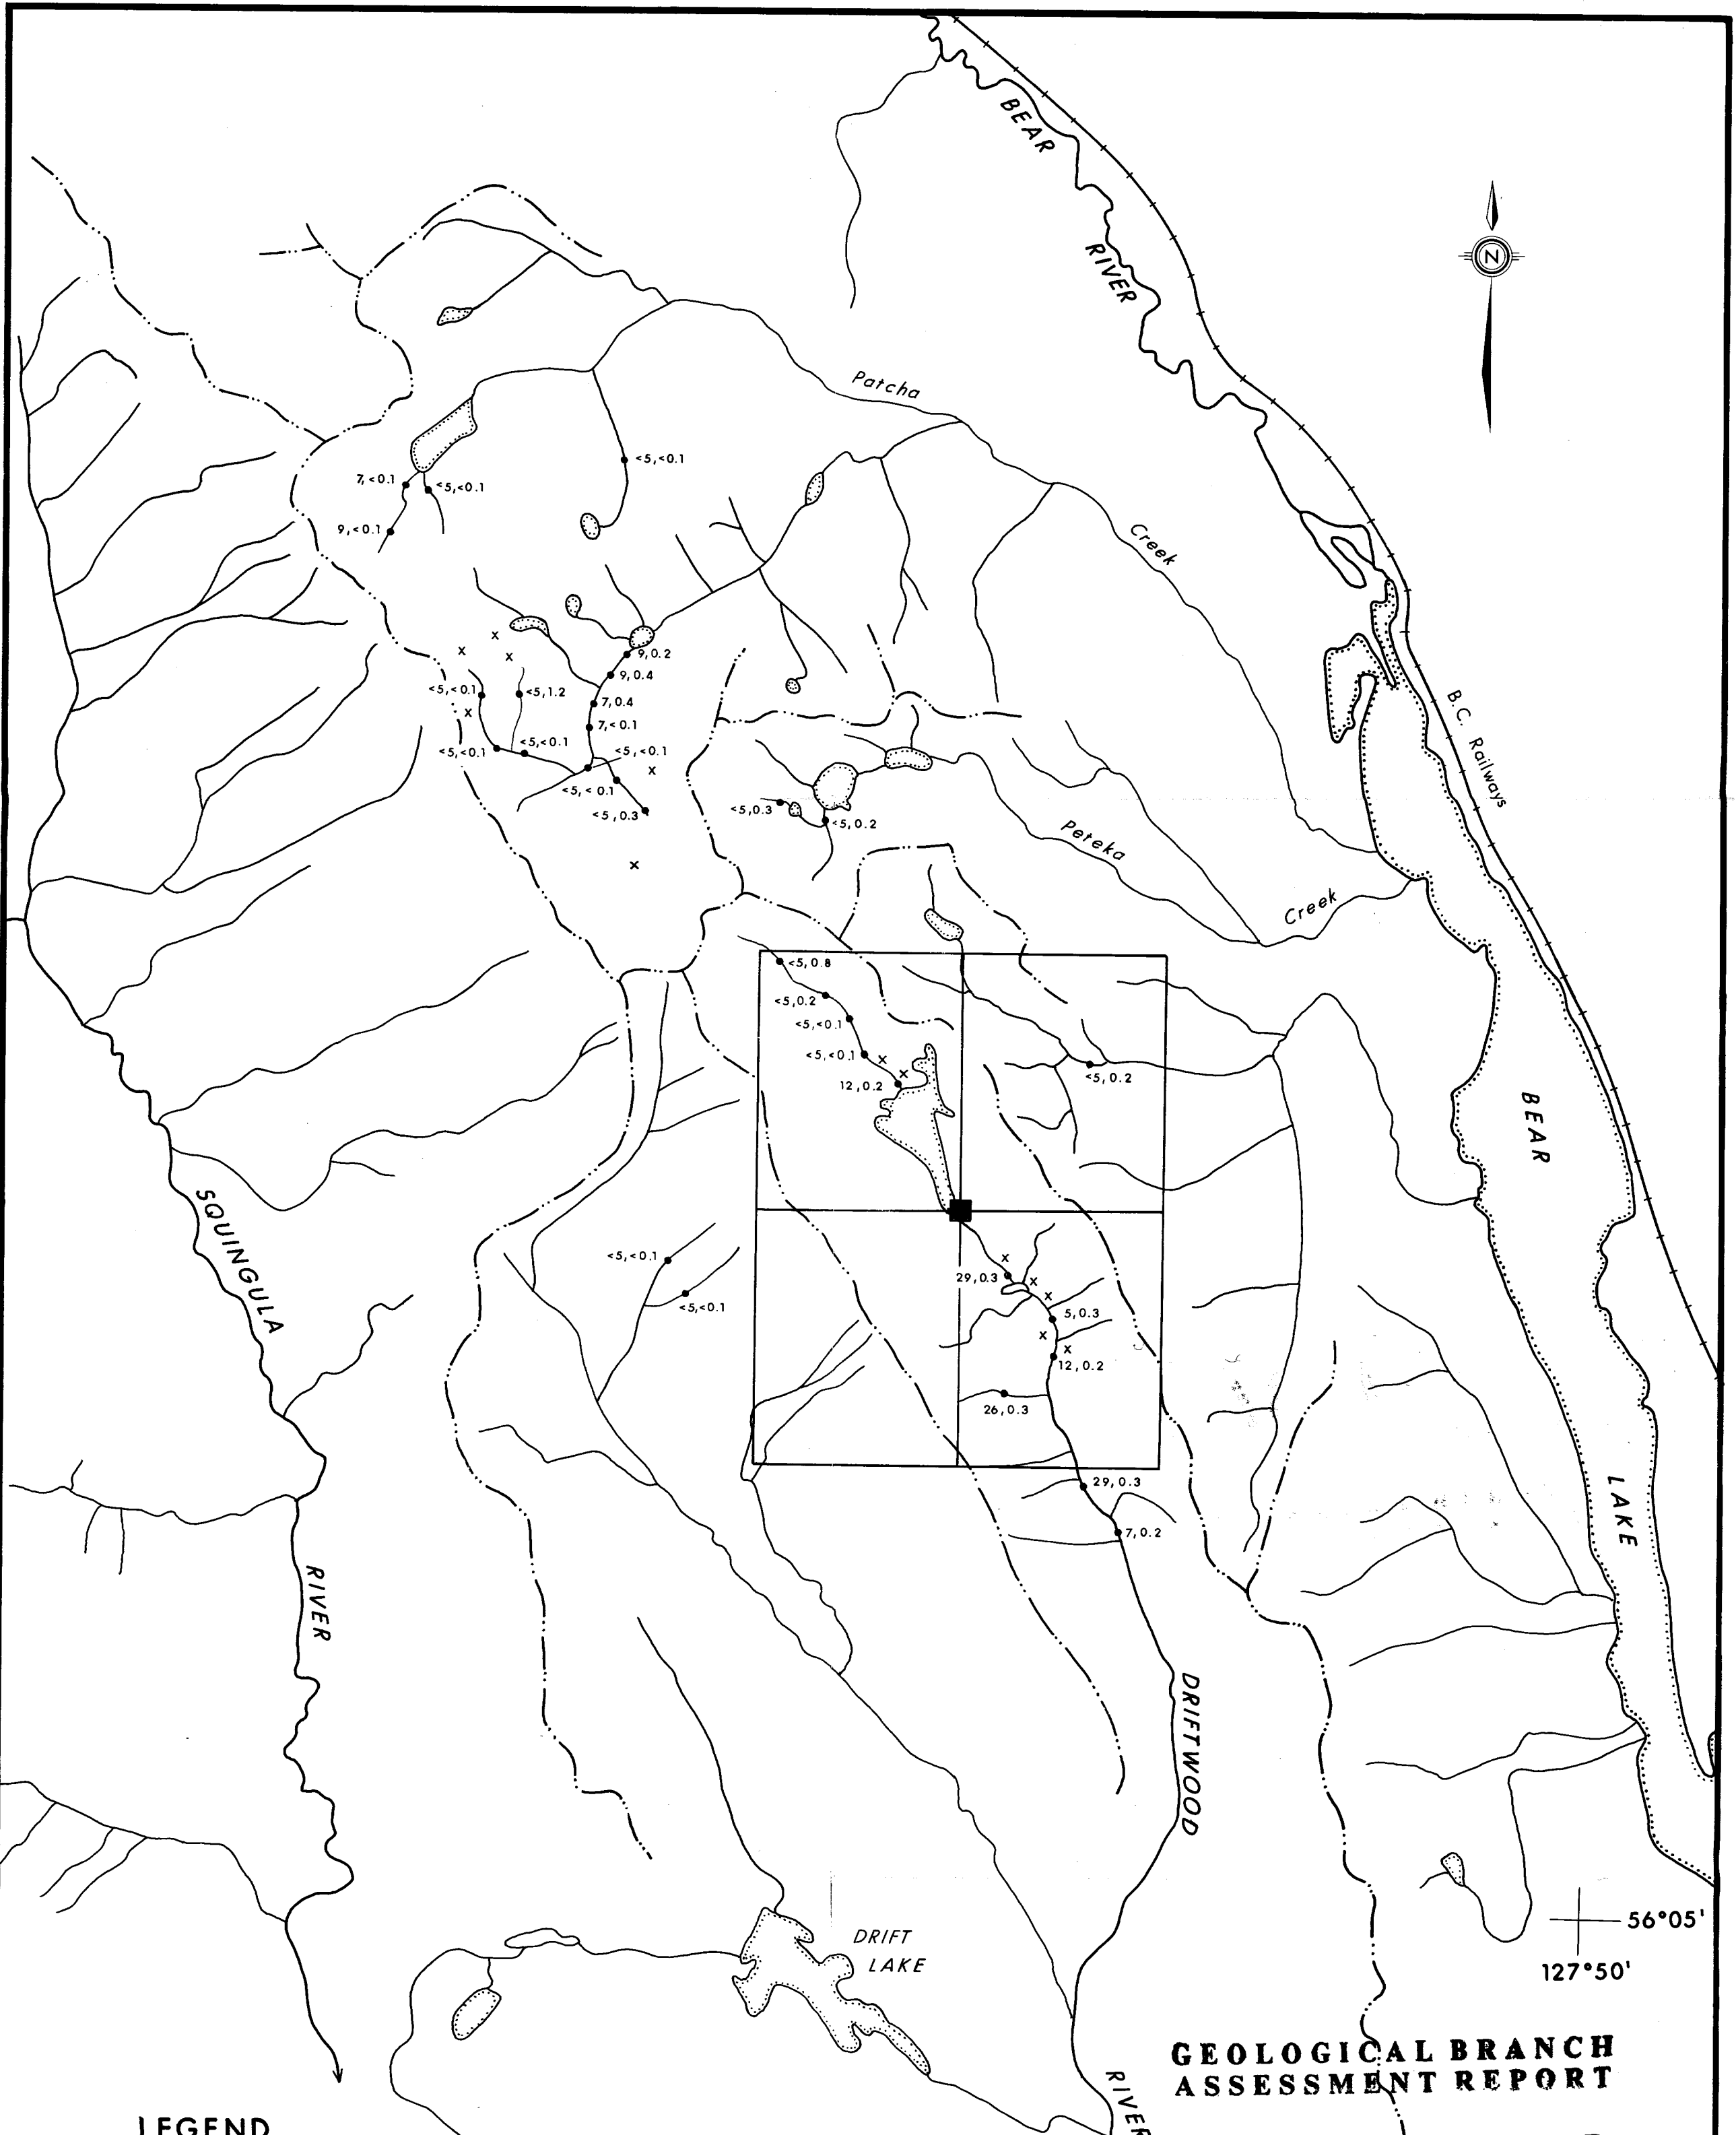 BEAR
RIVER
N
Patcha
Creek
<5,<0.1
7,<0.1
<5,<0.1
9,<0.1
9,0.2
9,0.4
<5,<0.1
<5,1.2
7,0.4
7,<0.1
<5,<0.1
<5,<0.1
<5,<0.1
<5,<0.1
<5,0.3
B.C. Railways
<5,0.3
<5,0.2
Peteka
Creek
<5,0.8
<5,0.2
<5,<0.1
<5,<0.1
12,0.2
<5,0.2
BEAR
LAKE
SQUINGULA
RIVER
<5,<0.1
<5,<0.1
29,0.3
5,0.3
12,0.2
26,0.3
29,0.3
7,0.2
DRIFTWOOD
RIVER
DRIFT
LAKE
56°05'
127°50'
GEOLOGICAL BRANCH
ASSESSMENT REPORT
LEGEND